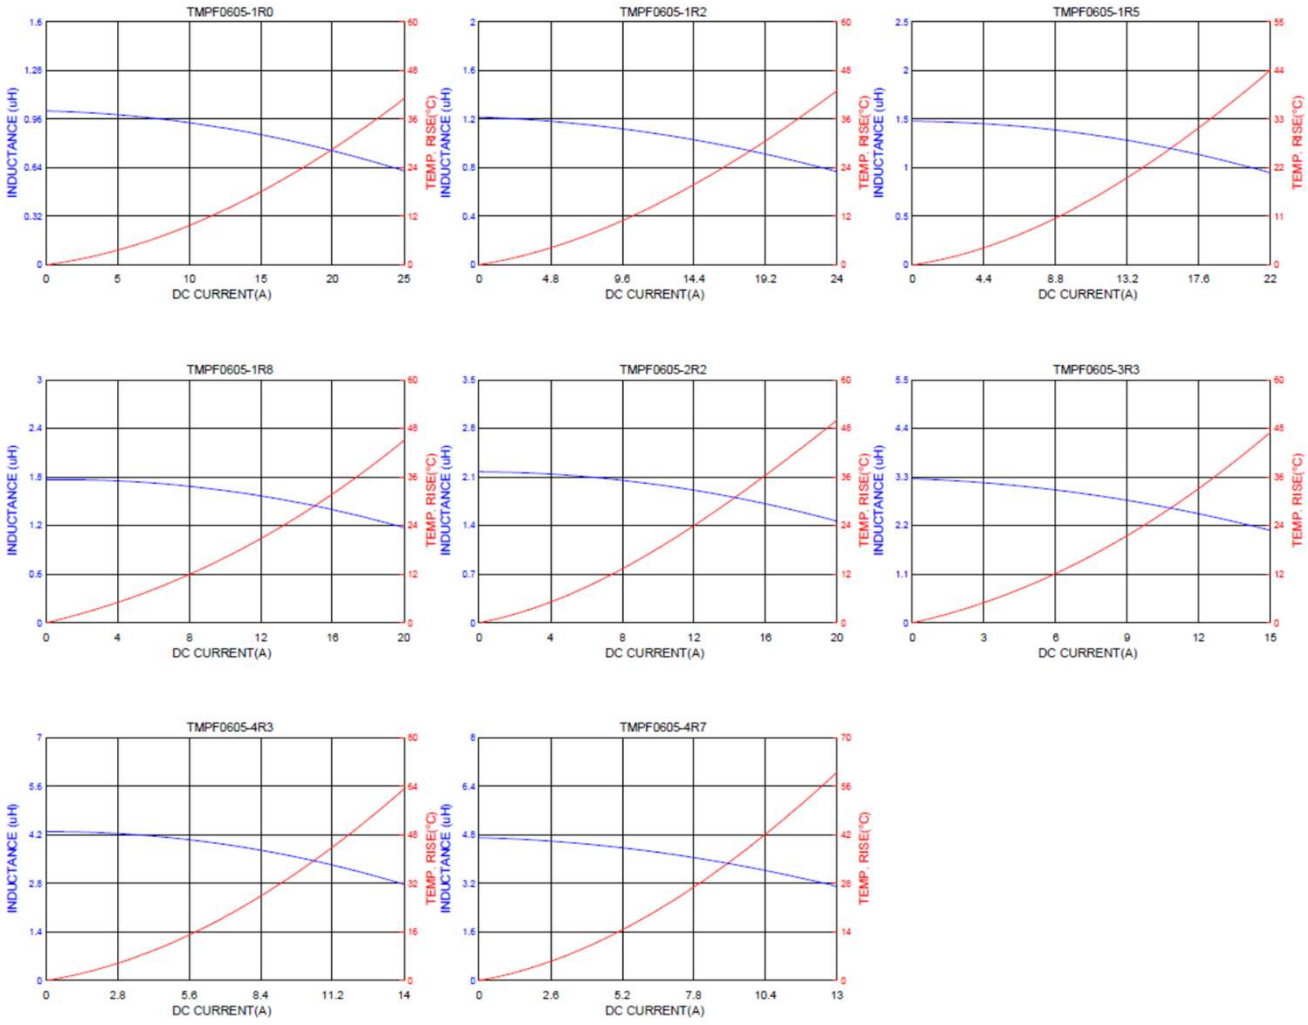 TMPF0605-1R0
INDUCTANCE (uH)
1.6
1.28
0.96
0.64
0.32
0
60
48
36
24
12
0
TEMP. RISE(°C)
0 5 10 15 20 25
DC CURRENT(A)
TMPF0605-1R2
INDUCTANCE (uH)
2
1.6
1.2
0.8
0.4
0
60
48
36
24
12
0
TEMP. RISE(°C)
0 4.8 9.6 14.4 19.2 24
DC CURRENT(A)
TMPF0605-1R5
INDUCTANCE (uH)
2.5
2
1.5
1
0.5
0
55
44
33
22
11
0
TEMP. RISE(°C)
0 4.4 8.8 13.2 17.6 22
DC CURRENT(A)
TMPF0605-1R8
INDUCTANCE (uH)
3
2.4
1.8
1.2
0.6
0
60
48
36
24
12
0
TEMP. RISE(°C)
0 4 8 12 16 20
DC CURRENT(A)
TMPF0605-2R2
INDUCTANCE (uH)
3.5
2.8
2.1
1.4
0.7
0
60
48
36
24
12
0
TEMP. RISE(°C)
0 4 8 12 16 20
DC CURRENT(A)
TMPF0605-3R3
INDUCTANCE (uH)
5.5
4.4
3.3
2.2
1.1
0
60
48
36
24
12
0
TEMP. RISE(°C)
0 3 6 9 12 15
DC CURRENT(A)
TMPF0605-4R3
INDUCTANCE (uH)
7
5.6
4.2
2.8
1.4
0
80
64
48
32
16
0
TEMP. RISE(°C)
0 2.8 5.6 8.4 11.2 14
DC CURRENT(A)
TMPF0605-4R7
INDUCTANCE (uH)
8
6.4
4.8
3.2
1.6
0
70
56
42
28
14
0
TEMP. RISE(°C)
0 2.6 5.2 7.8 10.4 13
DC CURRENT(A)